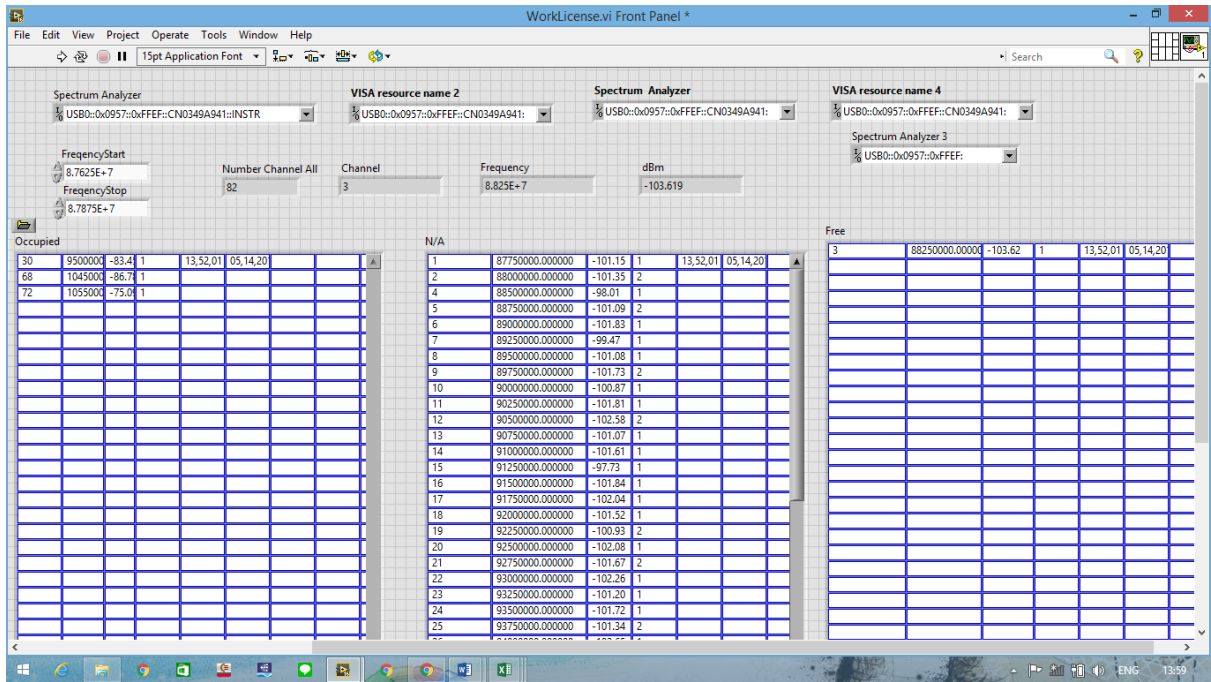 WorkLicense.vi Front Panel *
File Edit View Project Operate Tools Window Help
15pt Application Font
Search
Spectrum Analyzer
USB0::0x0957::0xFFEF::CN0349A941::INSTR
VISA resource name 2
USB0::0x0957::0xFFEF::CN0349A941:
Spectrum Analyzer
USB0::0x0957::0xFFEF::CN0349A941:
VISA resource name 4
USB0::0x0957::0xFFEF::CN0349A941:
Spectrum Analyzer 3
USB0::0x0957::0xFFEF:
FreqencyStart
8.7625E+7
FreqencyStop
8.7875E+7
Number Channel All
82
Channel
3
Frequency
8.825E+7
dBm
-103.619
Occupied
30 9500000 -83.4 1 13,52,01 05,14,20
68 1045000 -86.7 1
72 1055000 -75.0 1
N/A
1 87750000.000000 -101.15 1 13,52,01 05,14,20
2 88000000.000000 -101.35 2
4 88500000.000000 -98.01 1
5 88750000.000000 -101.09 2
6 89000000.000000 -101.83 1
7 89250000.000000 -99.47 1
8 89500000.000000 -101.08 1
9 89750000.000000 -101.73 2
10 90000000.000000 -100.87 1
11 90250000.000000 -101.81 1
12 90500000.000000 -102.58 2
13 90750000.000000 -101.07 1
14 91000000.000000 -101.61 1
15 91250000.000000 -97.73 1
16 91500000.000000 -101.84 1
17 91750000.000000 -102.04 1
18 92000000.000000 -101.52 1
19 92250000.000000 -100.93 2
20 92500000.000000 -102.08 1
21 92750000.000000 -101.67 2
22 93000000.000000 -102.26 1
23 93250000.000000 -101.20 1
24 93500000.000000 -101.72 1
25 93750000.000000 -101.34 2
Free
3 88250000.00000 -103.62 1 13,52,01 05,14,20
ENG 13:59